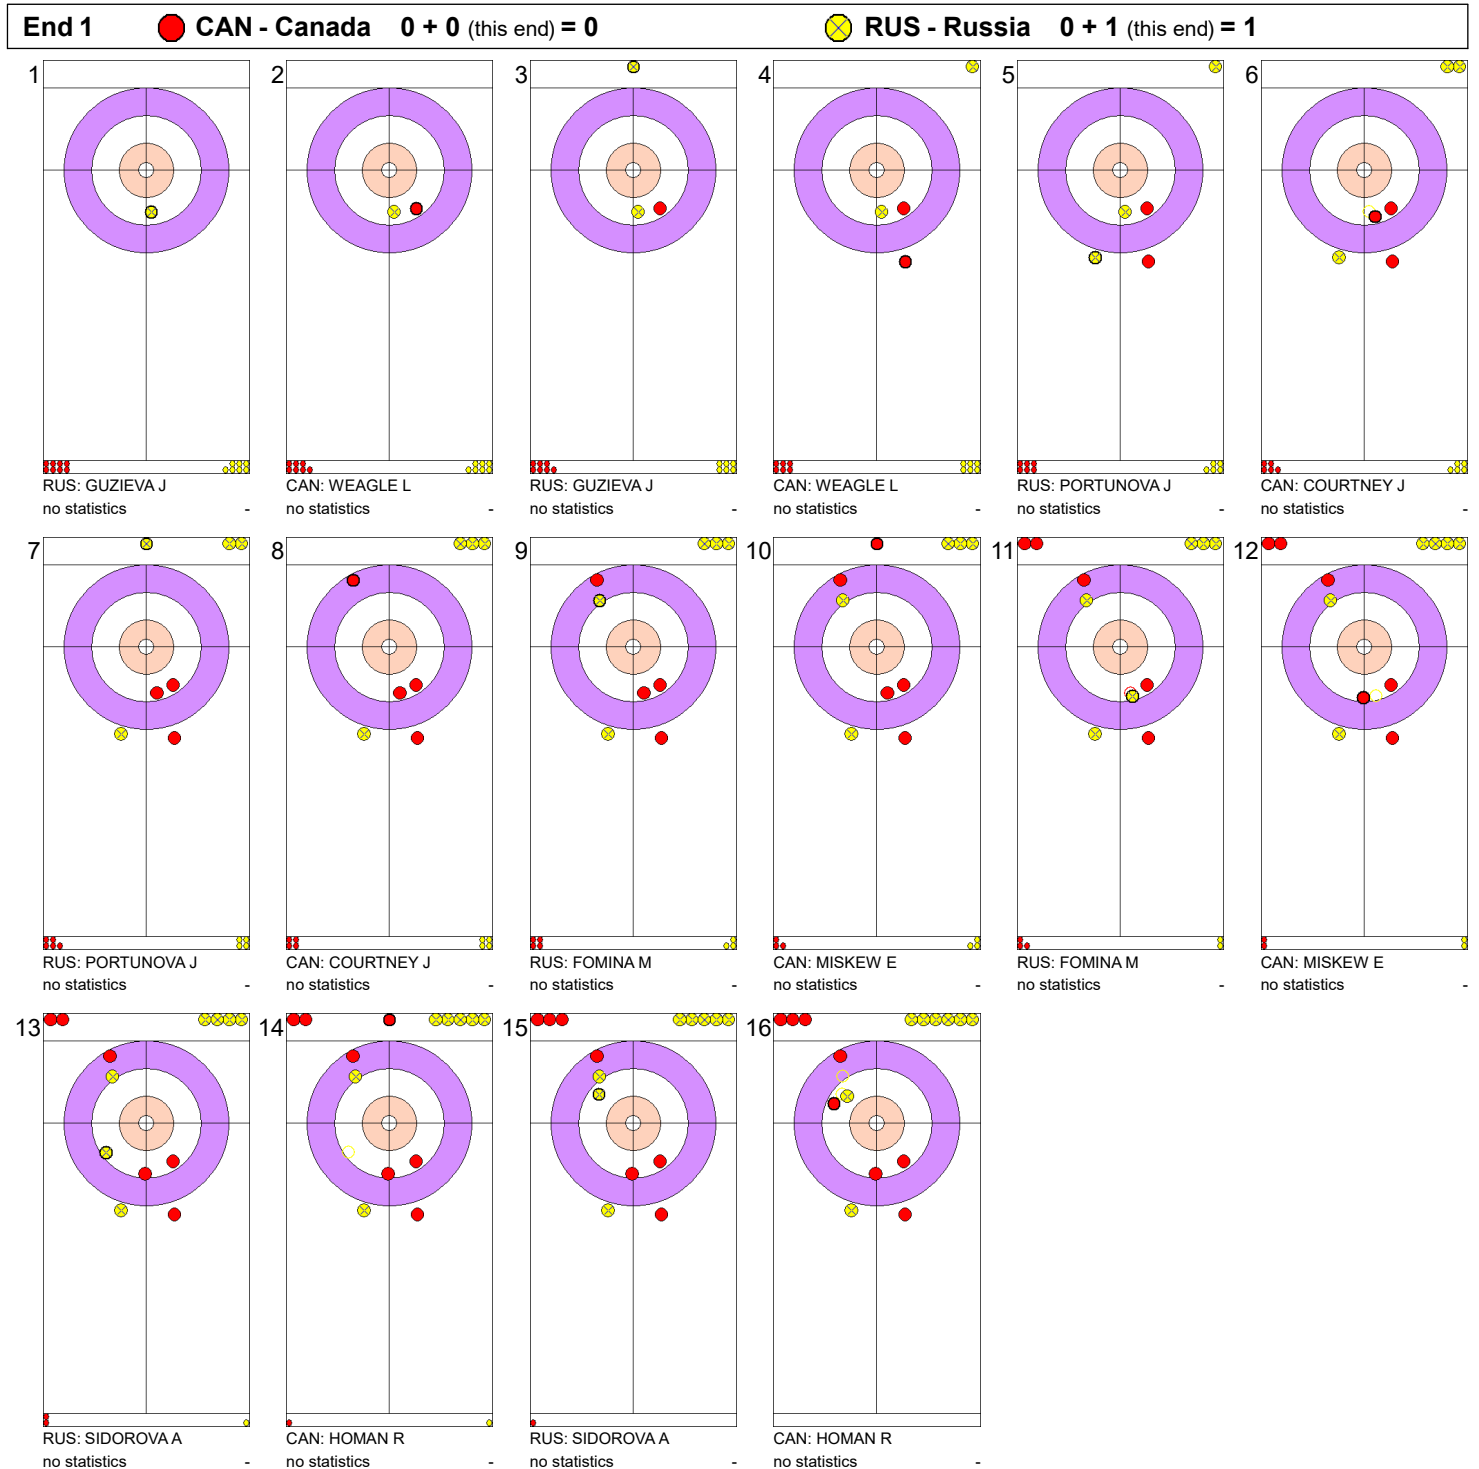 End 1 CAN - Canada 0 + 0 (this end) = 0 RUS - Russia 0 + 1 (this end) = 1
1 2 3 4 5 6
RUS: GUZIEVA J CAN: WEAGLE L RUS: GUZIEVA J CAN: WEAGLE L RUS: PORTUNOVA J CAN: COURTNEY J
no statistics - no statistics - no statistics - no statistics - no statistics - no statistics -
7 8 9 10 11 12
RUS: PORTUNOVA J CAN: COURTNEY J RUS: FOMINA M CAN: MISKEW E RUS: FOMINA M CAN: MISKEW E
no statistics - no statistics - no statistics - no statistics - no statistics - no statistics -
13 14 15 16
RUS: SIDOROVA A CAN: HOMAN R RUS: SIDOROVA A CAN: HOMAN R
no statistics - no statistics - no statistics - no statistics -